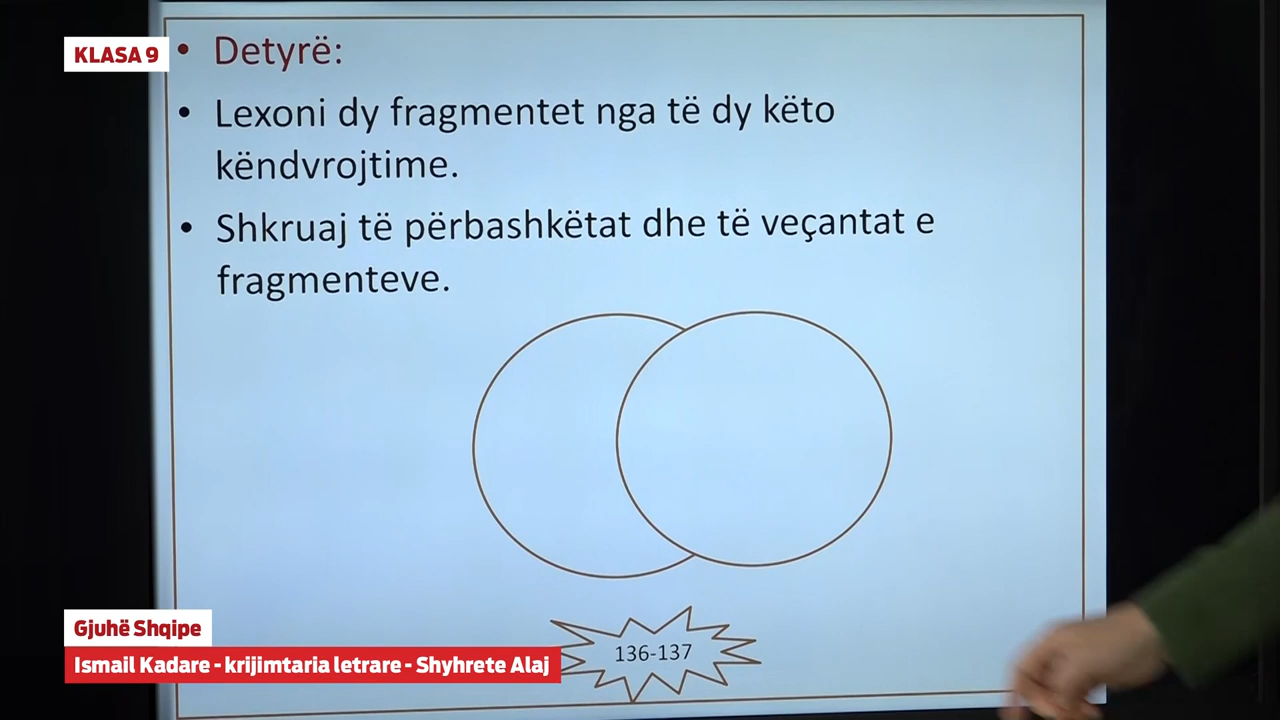 KLASA 9
• Detyrë:
• Lexoni dy fragmentet nga të dy këto
këndvrojtime.
• Shkruaj të përbashkëtat dhe të veçantat e
fragmenteve.
136-137
Gjuhë Shqipe
Ismail Kadare - krijimtaria letrare - Shyhrete Alaj